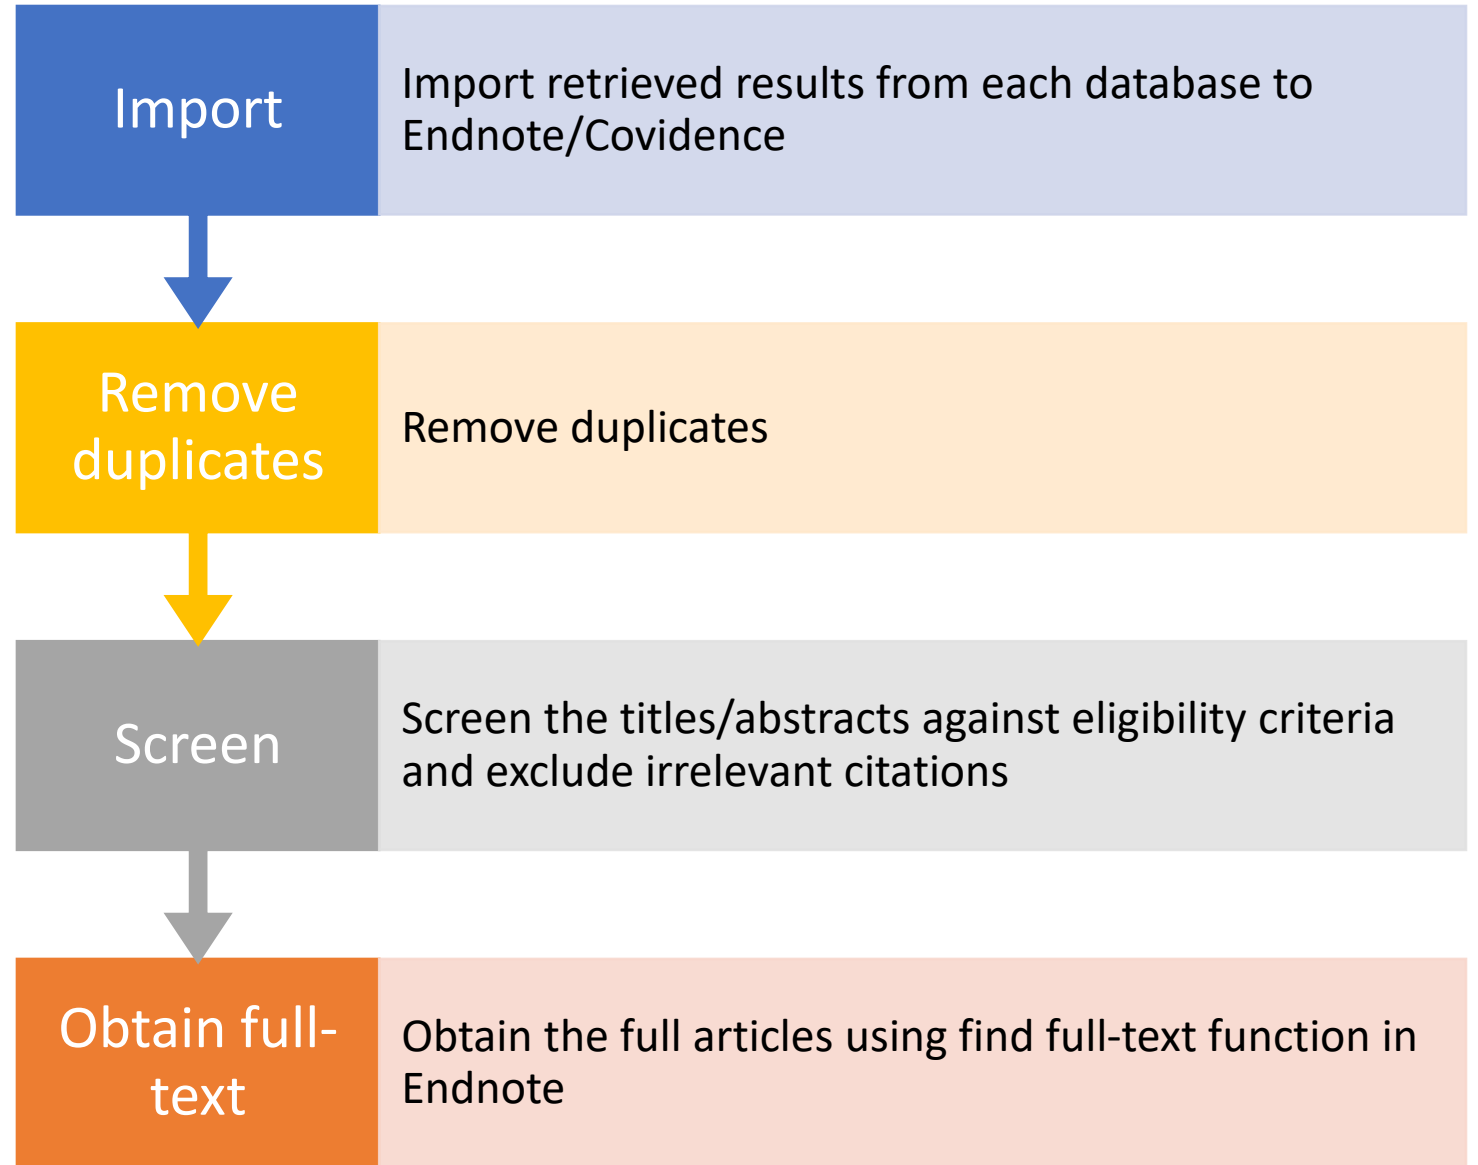 Import
Import retrieved results from each database to
Endnote/Covidence
Remove
duplicates
Remove duplicates
Screen
Screen the titles/abstracts against eligibility criteria
and exclude irrelevant citations
Obtain full-
text
Obtain the full articles using find full-text function in
Endnote